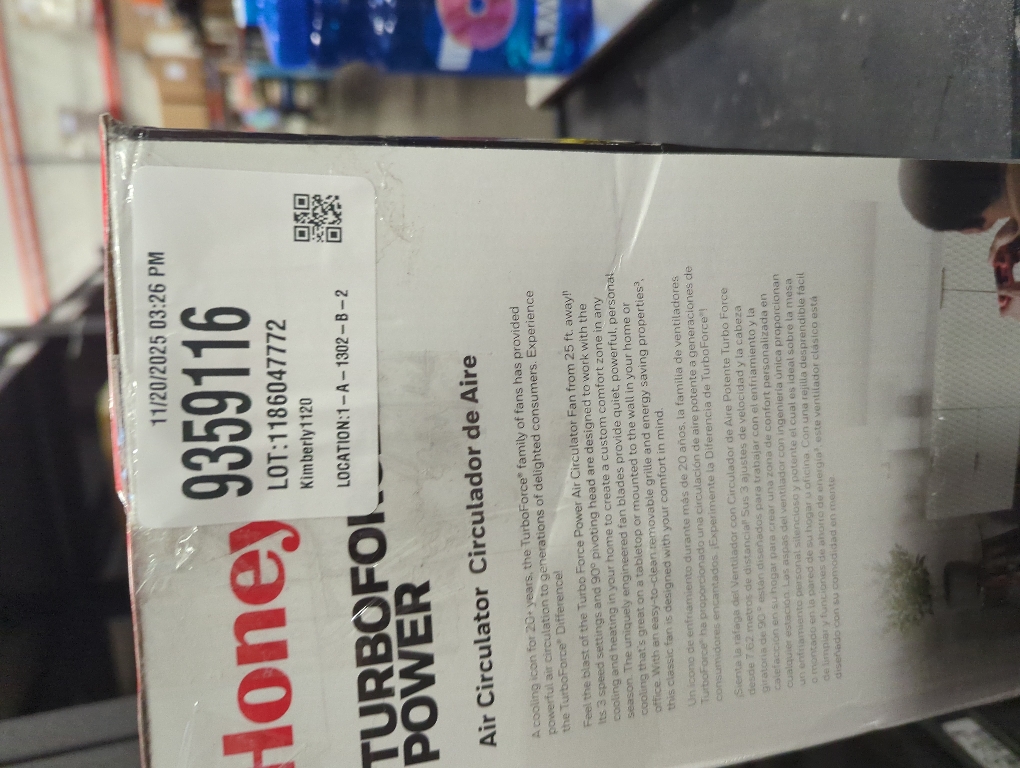 11/20/2025 03:26 PM
9359116
LOT:1186047772
Kimberly1120
LOCATION:1-A-1302-B-2
Honey
TURBOFORC
POWER
Air Circulator Circulador de Aire
A cooling icon for 20+ years, the TurboForce® family of fans has provided
powerful air circulation to generations of delighted consumers. Experience
the TurboForce® Difference!
Feel the blast of the Turbo Force Power Air Circulator Fan from 25 ft. away!¹
Its 3 speed settings and 90° pivoting head are designed to work with the
cooling and heating in your home to create a custom comfort zone in any
season. The uniquely engineered fan blades provide quiet, powerful, personal
cooling that's great on a tabletop or mounted to the wall in your home or
office. With an easy-to-clean removable grille and energy saving properties³,
this classic fan is designed with your comfort in mind.
Un icono de enfriamiento durante más de 20 años, la familia de ventiladores
TurboForce® ha proporcionado una circulación de aire potente a generaciones de
consumidores encantados. ¡Experimente la Diferencia de TurboForce®!
¡Sienta la ráfaga del Ventilador con Circulador de Aire Potente Turbo Force
desde 7.62 metros de distancia! Sus 3 ajustes de velocidad y la cabeza
giratoria de 90° están diseñados para trabajar con el enfriamiento y la
calefacción en su hogar para crear una zona de confort personalizada en
cualquier estación. Las aspas del ventilador con ingeniería única proporcionan
un enfriamiento personal, silencioso y potente el cual es ideal sobre la mesa
o montado en la pared de su hogar u oficina. Con una rejilla desprendible fácil
de limpiar y funciones de ahorro de energía³, este ventilador clásico está
diseñado con su comodidad en mente